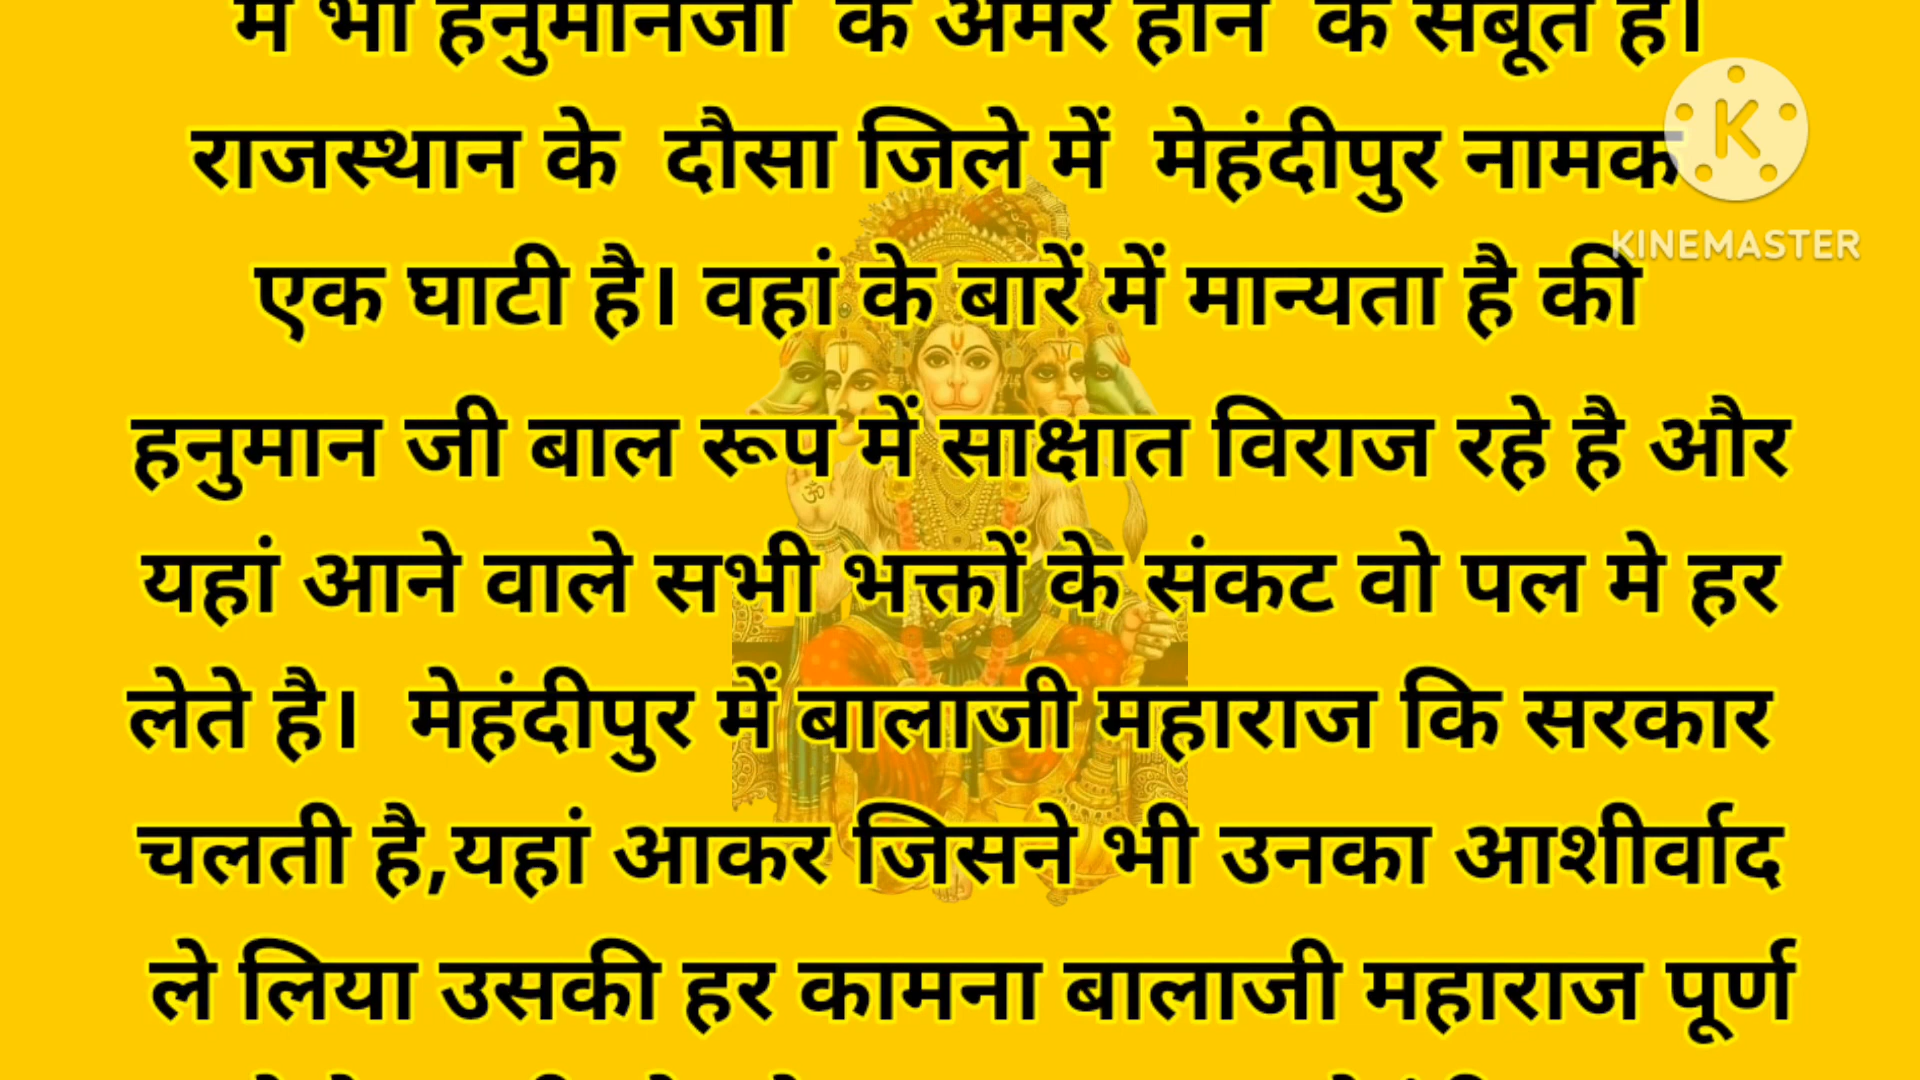 में भी हनुमानजी के अमर होने के सबूत है।
राजस्थान के दौसा जिले में मेहंदीपुर नामक
एक घाटी है। वहां के बारें में मान्यता है की
हनुमान जी बाल रूप में साक्षात विराज रहे है और
यहां आने वाले सभी भक्तों के संकट वो पल मे हर
लेते है। मेहंदीपुर में बालाजी महाराज कि सरकार
चलती है,यहां आकर जिसने भी उनका आशीर्वाद
ले लिया उसकी हर कामना बालाजी महाराज पूर्ण
K
KINEMASTER